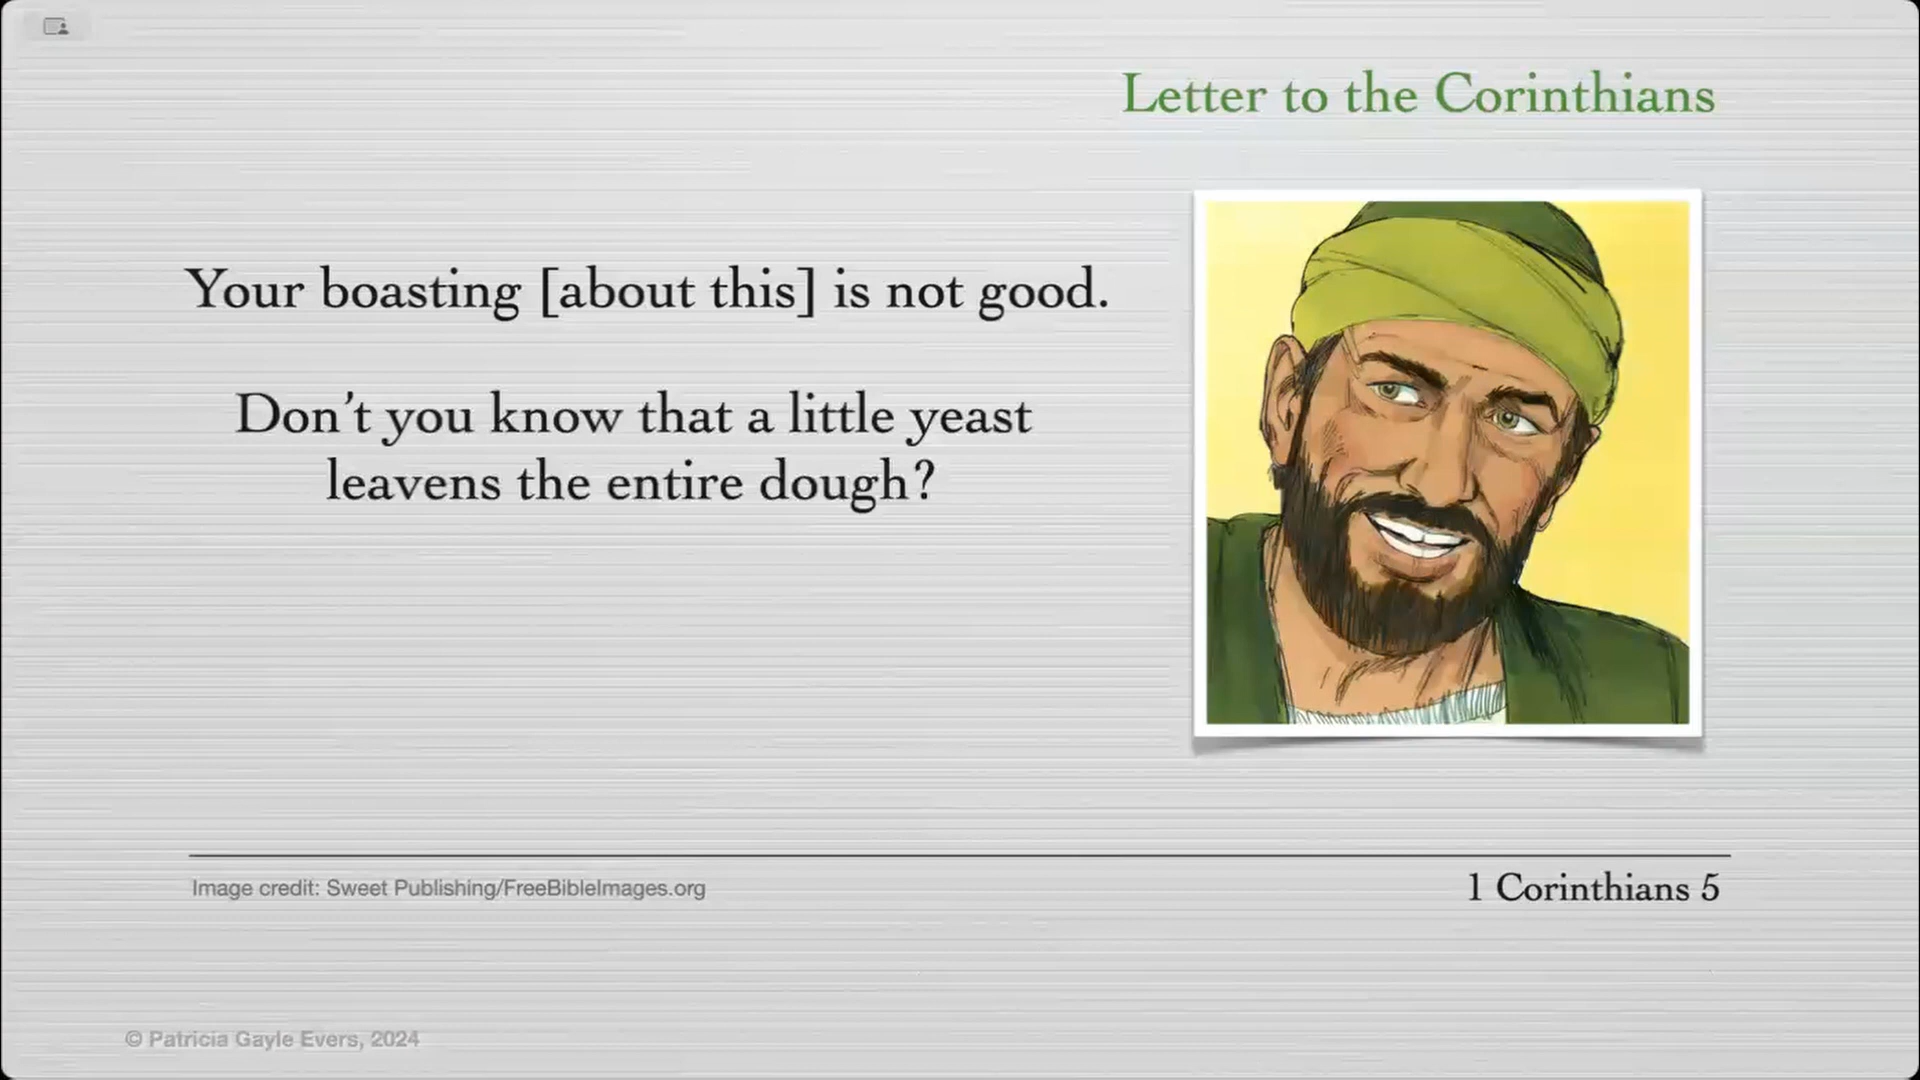 Letter to the Corinthians
Your boasting [about this] is not good.
Don’t you know that a little yeast
leavens the entire dough?
Image credit: Sweet Publishing/FreeBibleImages.org
1 Corinthians 5
© Patricia Gayle Evers, 2024